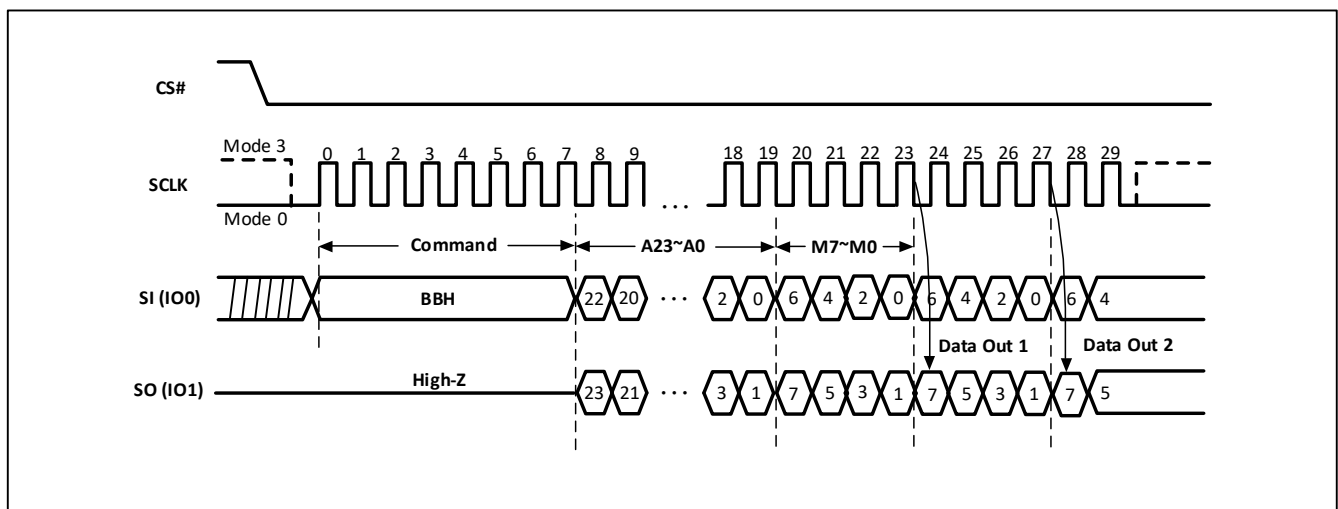 CS#
Mode 3
0 1 2 3 4 5 6 7 8 9 18 19 20 21 22 23 24 25 26 27 28 29
SCLK
...
Mode 0
Command A23~A0 M7~M0
SI (IO0) BBH 22 20 ... 2 0 6 4 2 0 6 4 2 0 6 4
Data Out 1 Data Out 2
SO (IO1) High-Z 23 21 ... 3 1 7 5 3 1 7 5 3 1 7 5